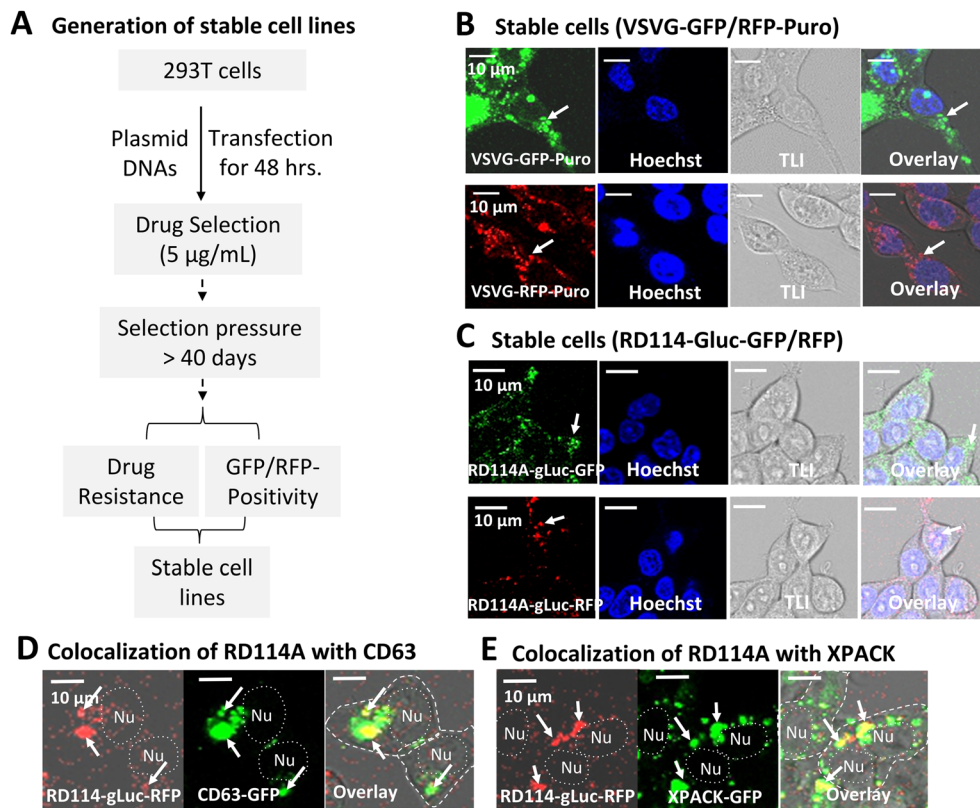 A Generation of stable cell lines
293T cells
Plasmid DNAs
Transfection for 48 hrs.
Drug Selection
(5 µg/mL)
Selection pressure
> 40 days
Drug Resistance
GFP/RFP-Positivity
Stable cell lines
B Stable cells (VSVG-GFP/RFP-Puro)
10 µm
VSVG-GFP-Puro Hoechst TLI Overlay
10 µm
VSVG-RFP-Puro Hoechst TLI Overlay
C Stable cells (RD114-Gluc-GFP/RFP)
10 µm
RD114A-gLuc-GFP Hoechst TLI Overlay
10 µm
RD114A-gLuc-RFP Hoechst TLI Overlay
D Colocalization of RD114A with CD63
10 µm
Nu Nu Nu
Nu Nu Nu
RD114-gLuc-RFP CD63-GFP Overlay
E Colocalization of RD114A with XPACK
10 µm
Nu Nu Nu Nu Nu Nu
Nu Nu Nu
RD114-gLuc-RFP XPACK-GFP Overlay